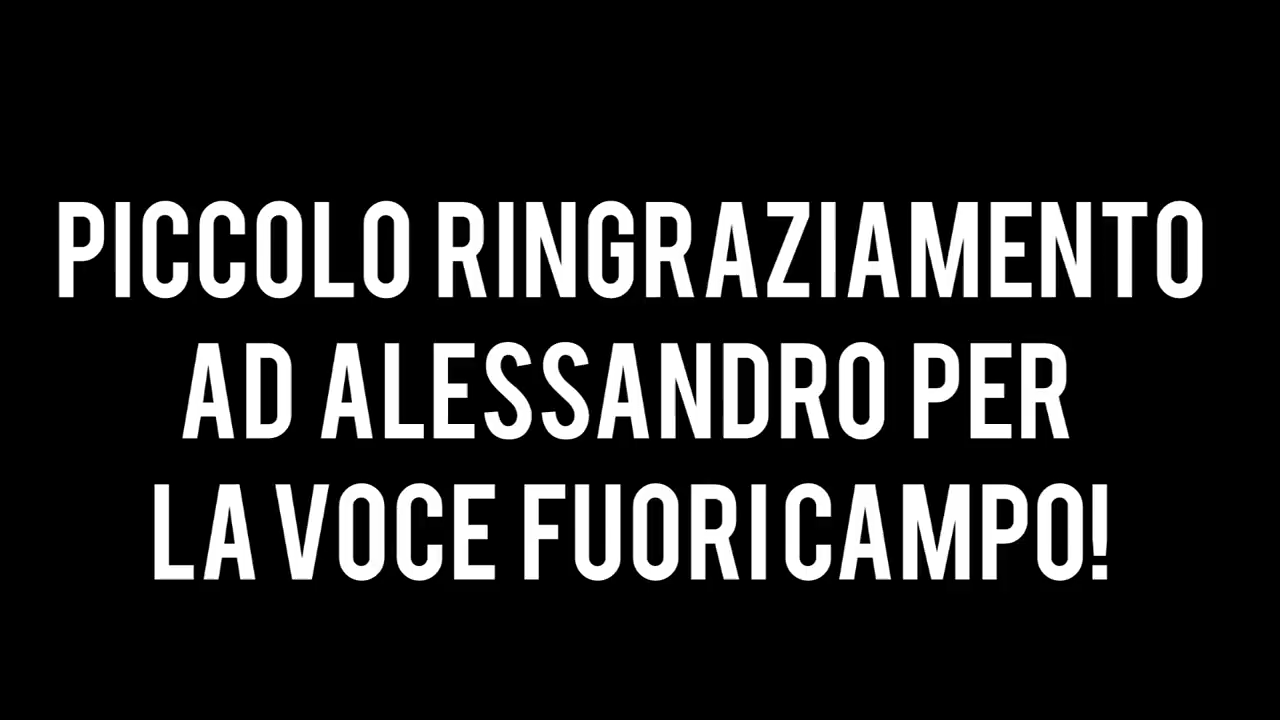 PICCOLO RINGRAZIAMENTO
AD ALESSANDRO PER
LA VOCE FUORICAMPO!